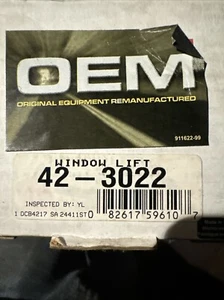 OEM
ORIGINAL EQUIPMENT REMANUFACTURED
911622-99
WINDOW LIFT
42-3022
INSPECTED BY: YL
1 DCB4217 SA 24411ST
0 82617 59610 7